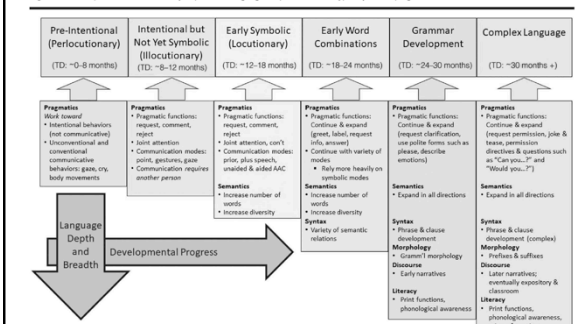 Pre-Intentional
(Perlocutionary)
(TD: ~0–8 months)
Intentional but
Not Yet Symbolic
(Illocutionary)
(TD: ~8–12 months)
Early Symbolic
(Locutionary)
(TD: ~12–18 months)
Early Word
Combinations
(TD: ~18-24 months)
Grammar
Development
(TD: ~24-30 months)
Complex Language
(TD: ~30 months +)
Pragmatics
Work toward
• Intentional behaviors
(not communicative)
• Unconventional and
conventional
communicative
behaviors: gaze, cry,
body movements
Pragmatics
• Pragmatic functions:
request, comment,
reject
• Joint attention
• Communication modes:
point, gestures, gaze
• Communication requires
another person
Pragmatics
• Pragmatic functions:
request, comment,
reject
• Joint attention, con't
• Communication modes:
prior, plus speech,
unaided & aided AAC
Semantics
• Increase number of
words
• Increase diversity
Pragmatics
• Pragmatic functions:
Continue & expand
(greet, label, request
info, answer)
• Continue with variety of
modes
• Rely more heavily on
symbolic modes
Semantics
• Increase number of
words
• Increase diversity
Syntax
• Variety of semantic
relations
Pragmatics
• Pragmatic functions:
Continue & expand
(request clarification,
use polite forms such as
please, describe
emotions)
Semantics
• Expand in all directions
Syntax
• Phrase & clause
development
Morphology
• Gramm'l morphology
Discourse
• Early narratives
Literacy
• Print functions,
phonological awareness
Pragmatics
• Pragmatic functions:
Continue & expand
(request permission, joke &
tease, permission
directives & questions such
as "Can you...?" and
"Would you...?")
Semantics
• Expand in all directions
Syntax
• Phrase & clause
development (complex)
Morphology
• Prefixes & suffixes
Discourse
• Later narratives;
eventually expository &
classroom
Literacy
• Print functions,
phonological awareness,
Language
Depth
and
Breadth
Developmental Progress